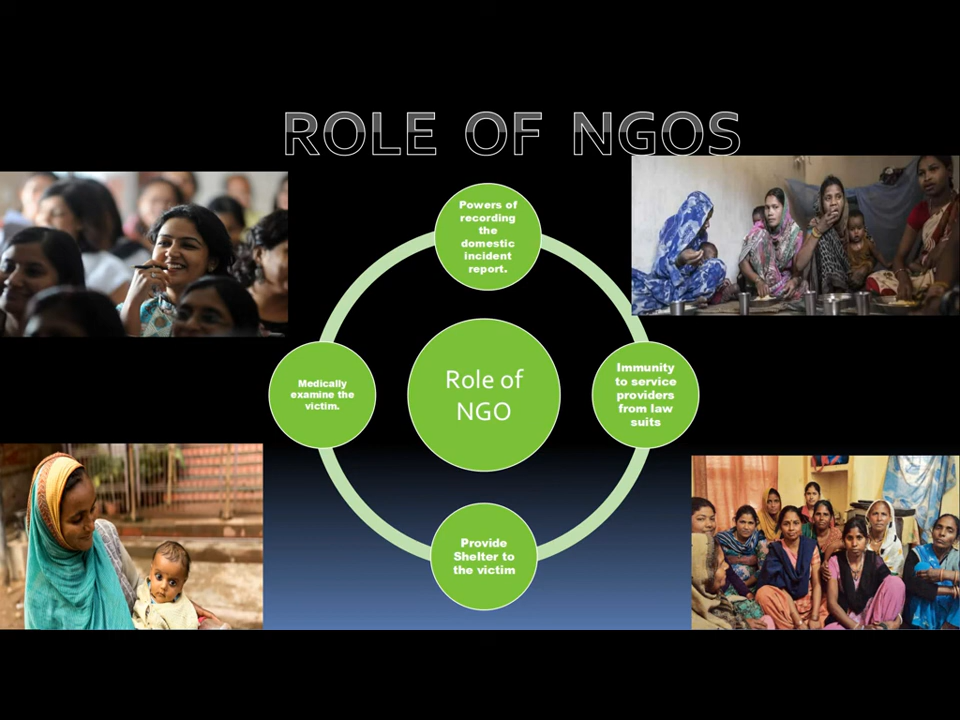 ROLE OF NGOS
Powers of
recording
the
domestic
incident
report.
Medically
examine the
victim.
Role of
NGO
Immunity
to service
providers
from law
suits
Provide
Shelter to
the victim